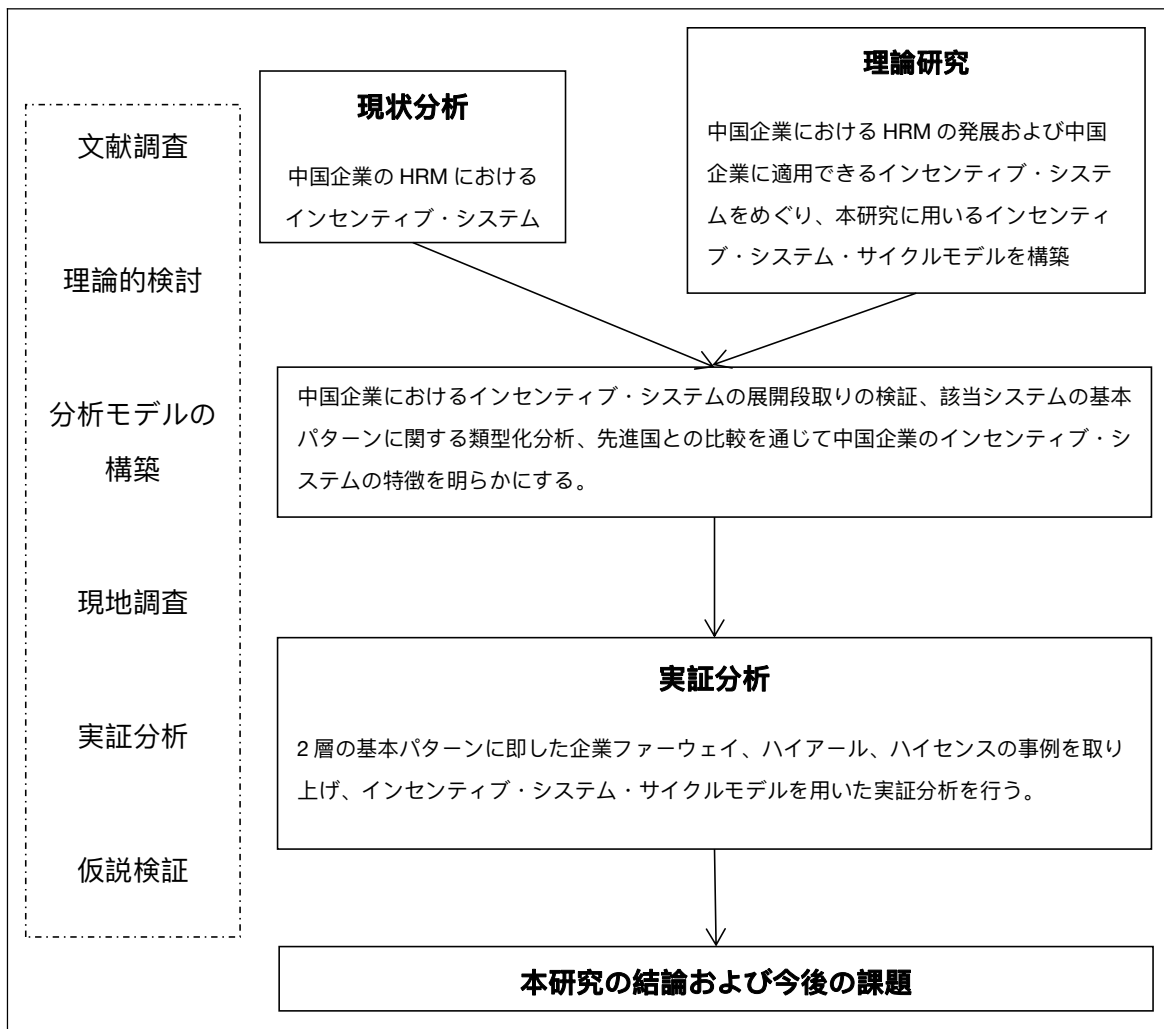 文献調査
理論的検討
分析モデルの
構築
現地調査
実証分析
仮説検証
現状分析
中国企業の HRM における
インセンティブ・システム
理論研究
中国企業における HRM の発展および中国
企業に適用できるインセンティブ・システ
ムをめぐり、本研究に用いるインセンティ
ブ・システム・サイクルモデルを構築
中国企業におけるインセンティブ・システムの展開段取りの検証、該当システムの基本
パターンに関する類型化分析、先進国との比較を通じて中国企業のインセンティブ・シ
ステムの特徴を明らかにする。
実証分析
2 層の基本パターンに即した企業ファーウェイ、ハイアール、ハイセンスの事例を取り
上げ、インセンティブ・システム・サイクルモデルを用いた実証分析を行う。
本研究の結論および今後の課題